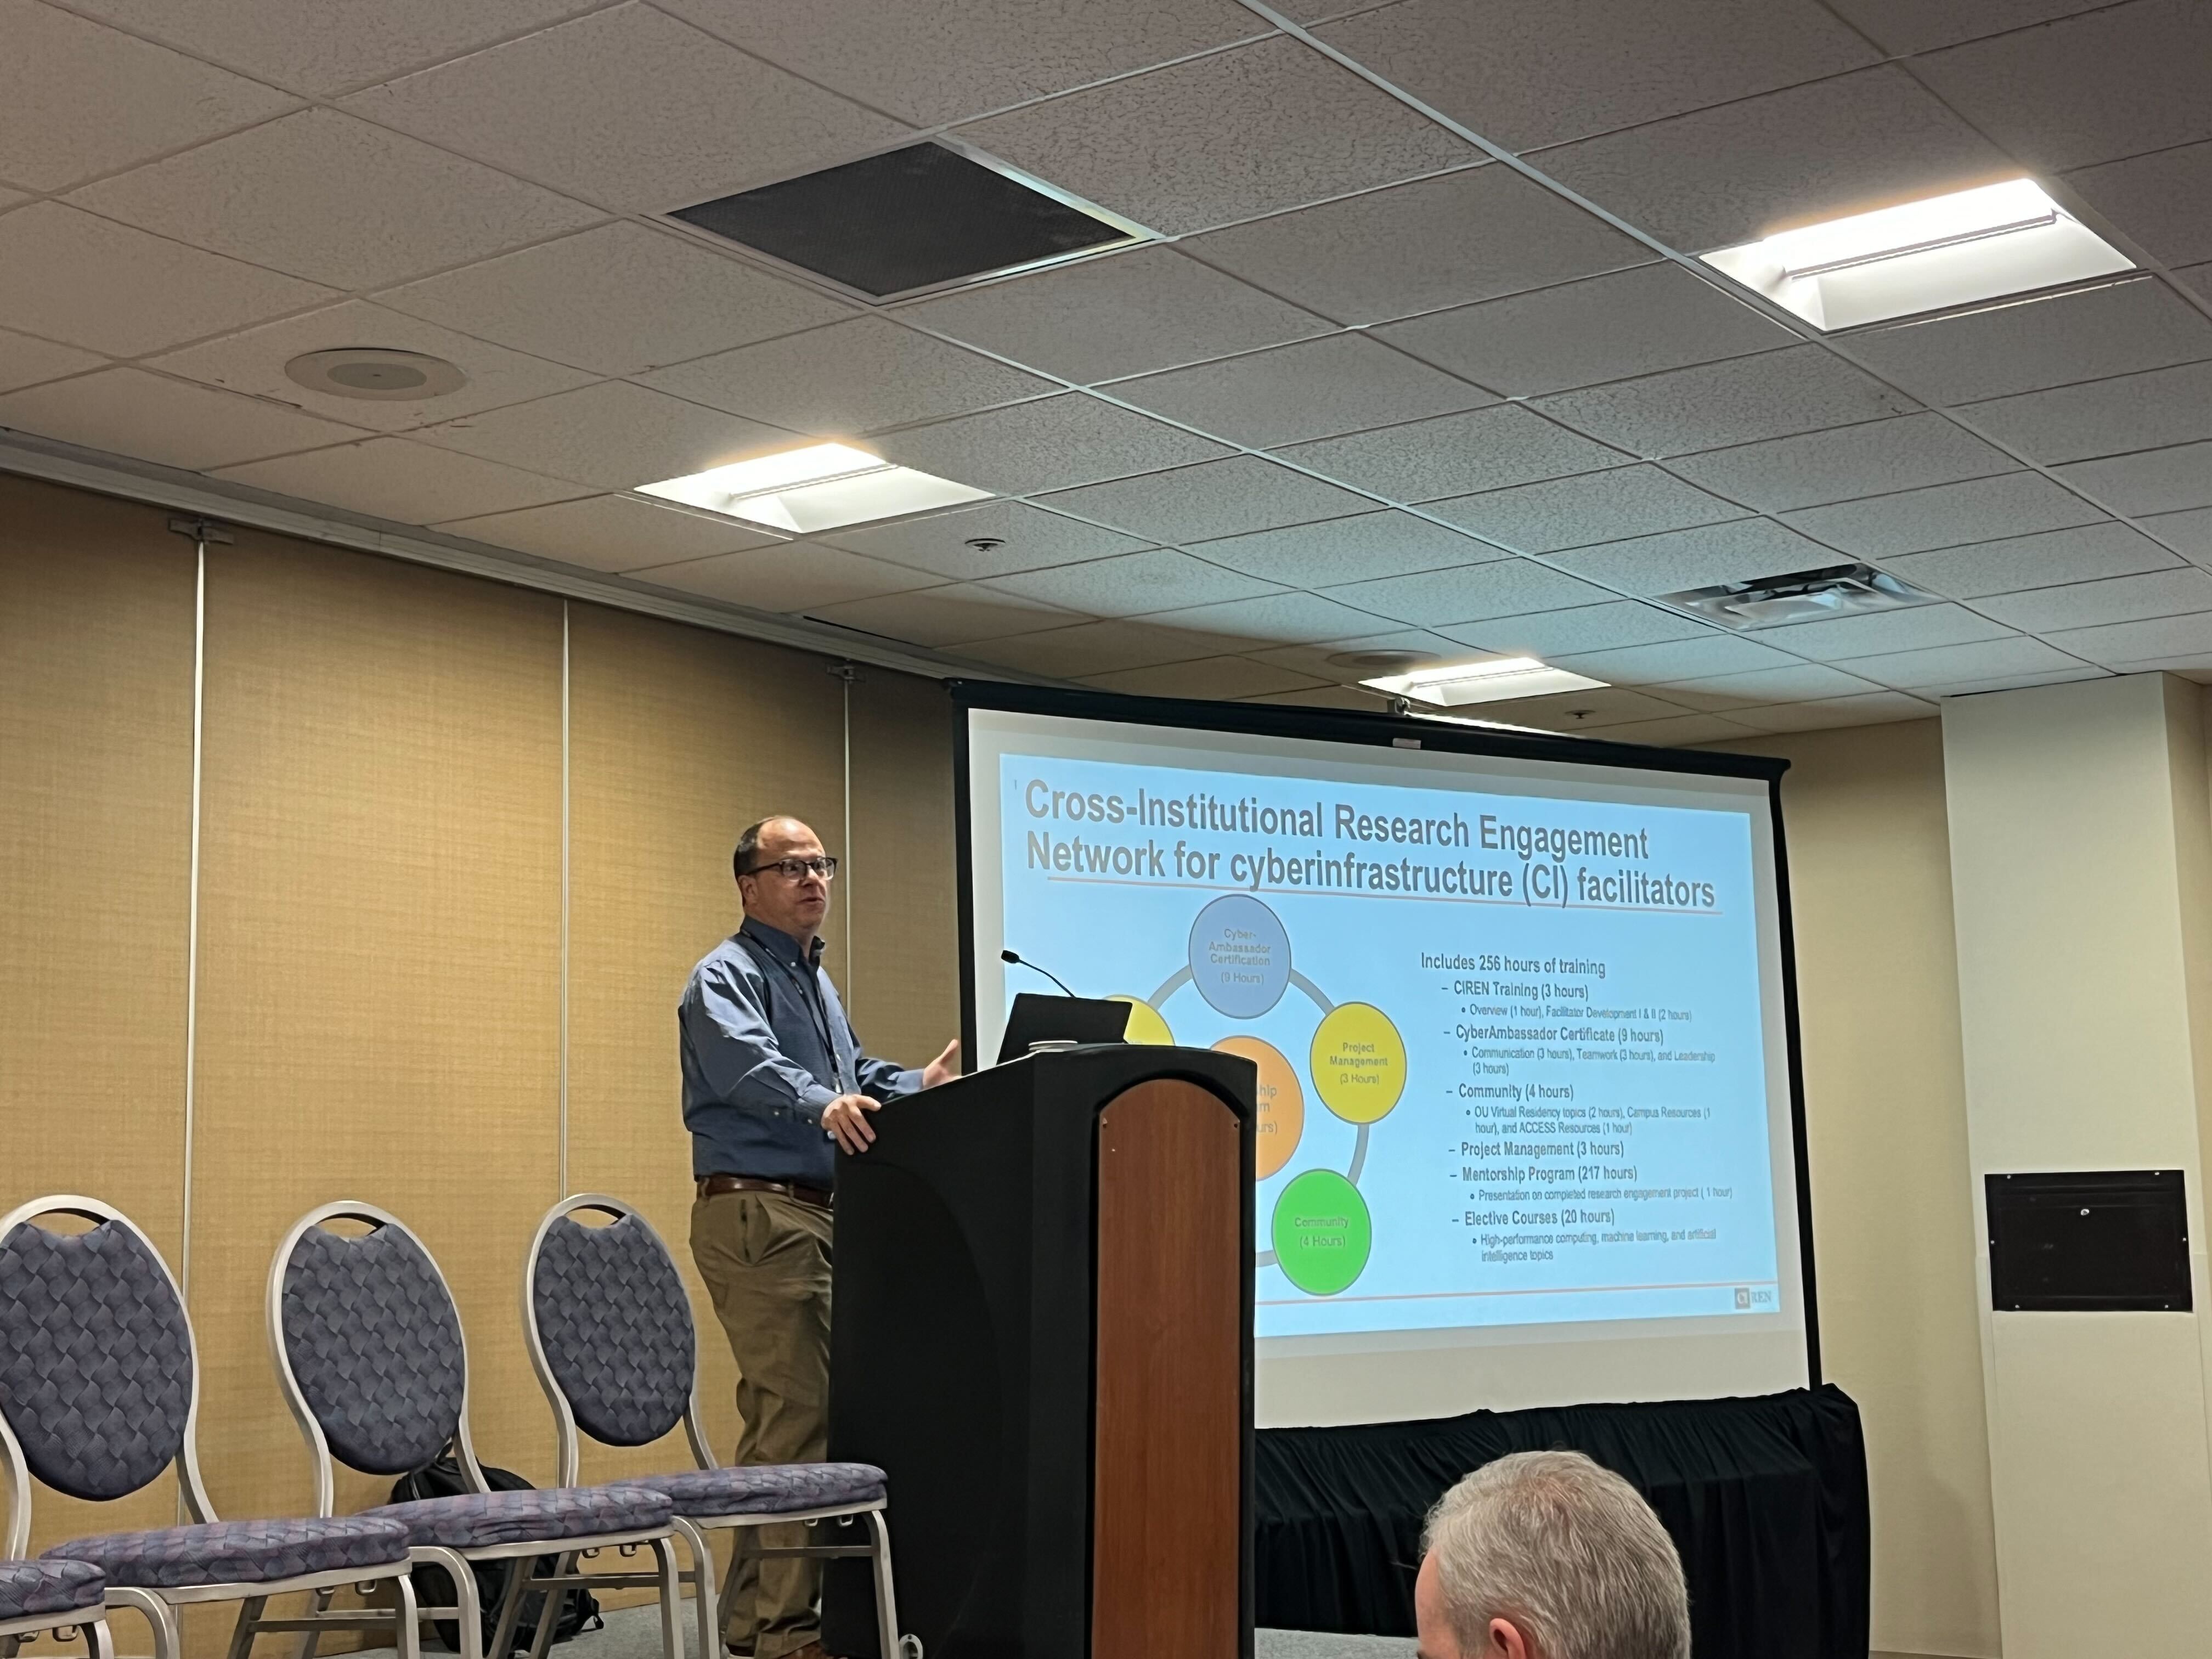 Cross-Institutional Research Engagement
Network for cyberinfrastructure (CI) facilitators
Cyber-
Ambassador
Certification
(9 Hours)
Project
Management
(3 Hours)
Community
(4 Hours)
Includes 256 hours of training
– CIREN Training (3 hours)
• Overview (1 hour), Facilitator Development I & II (2 hours)
– CyberAmbassador Certificate (9 hours)
• Communication (3 hours), Teamwork (3 hours), and Leadership
(3 hours)
– Community (4 hours)
• OU Virtual Residency topics (2 hours), Campus Resources (1
hour), and ACCESS Resources (1 hour)
– Project Management (3 hours)
– Mentorship Program (217 hours)
• Presentation on completed research engagement project ( 1 hour)
– Elective Courses (20 hours)
• High-performance computing, machine learning, and artificial
intelligence topics
CI REN